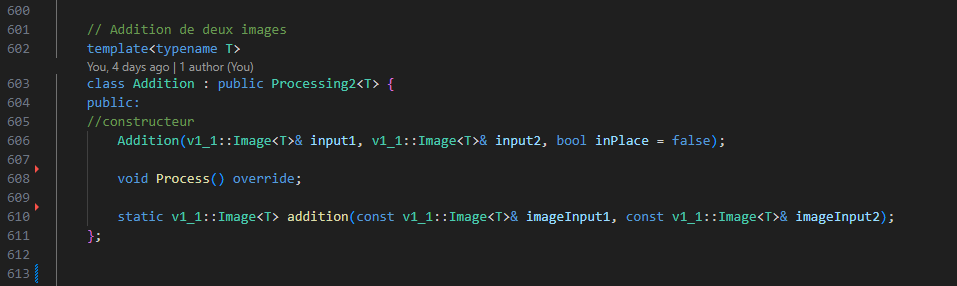 600
601 // Addition de deux images
602 template<typename T>
You, 4 days ago | 1 author (You)
603 class Addition : public Processing2<T> {
604 public:
605 //constructeur
606 Addition(v1_1::Image<T>& input1, v1_1::Image<T>& input2, bool inPlace = false);
607
608 void Process() override;
609
610 static v1_1::Image<T> addition(const v1_1::Image<T>& imageInput1, const v1_1::Image<T>& imageInput2);
611 };
612
613